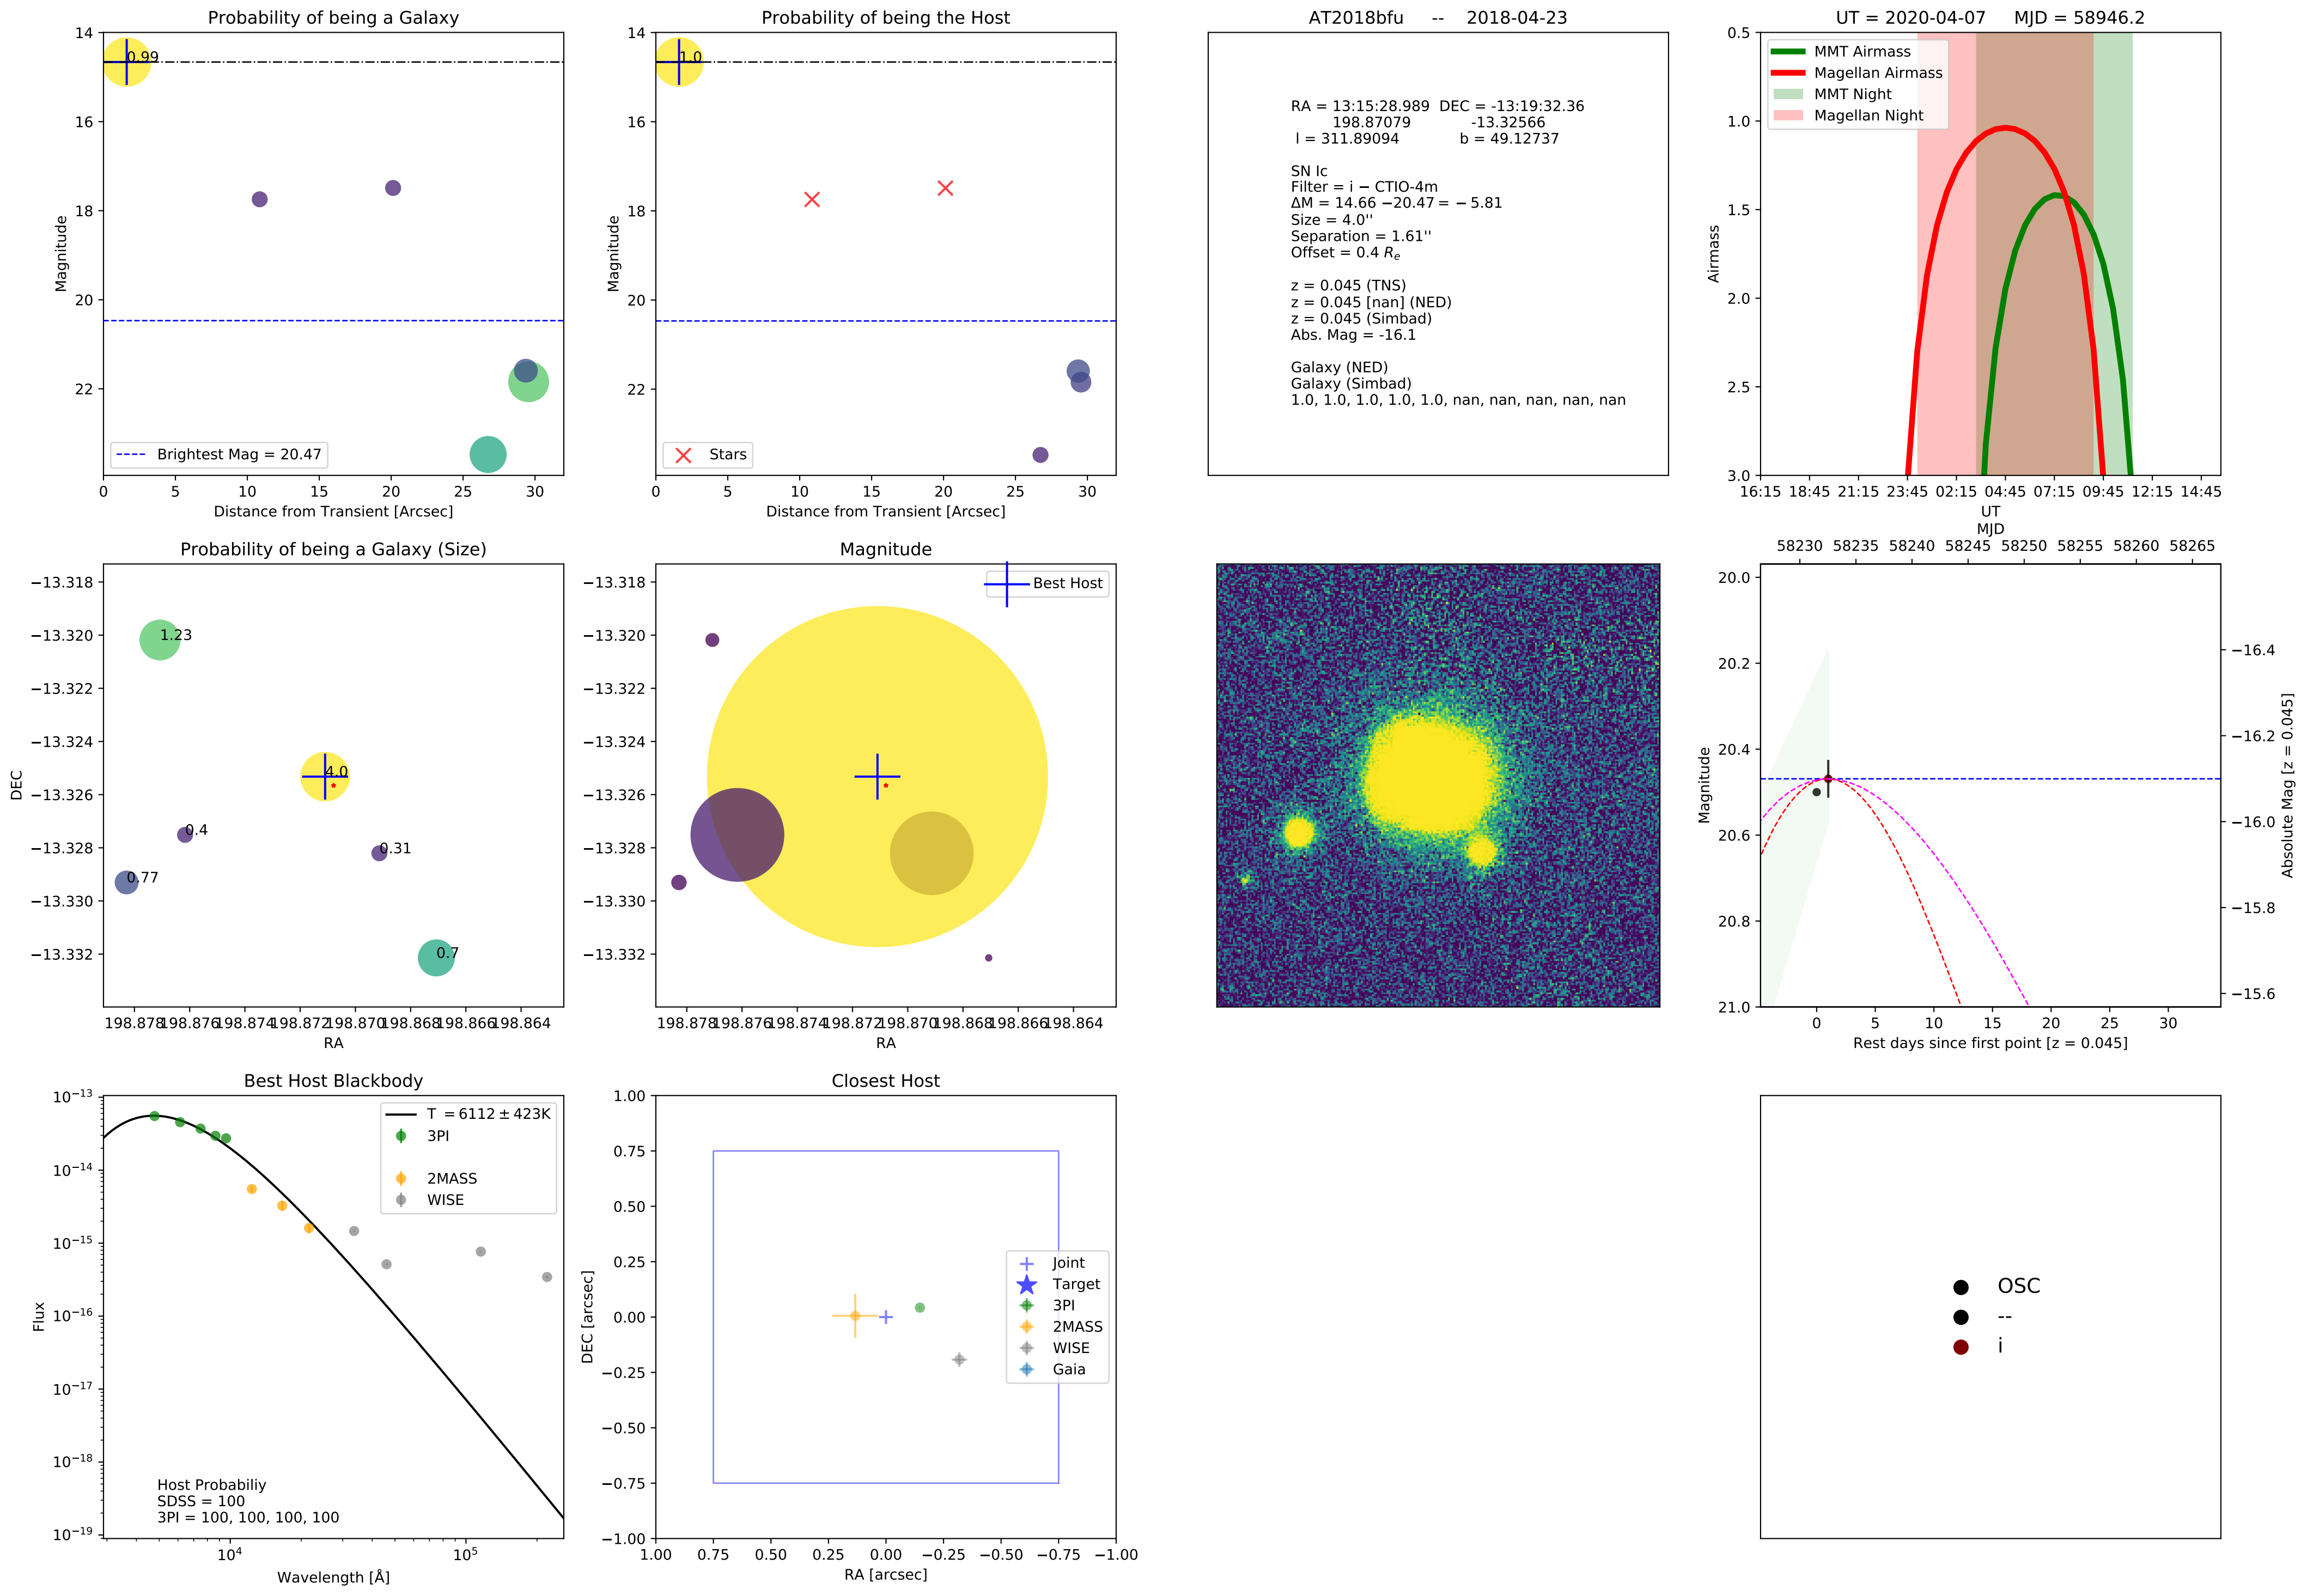 Probability of being a Galaxy
14
16
18
20
22
Magnitude
0.99
Brightest Mag = 20.47
0 5 10 15 20 25 30
Distance from Transient [Arcsec]
Probability of being the Host
14
16
18
20
22
Magnitude
1.0
Stars
0 5 10 15 20 25 30
Distance from Transient [Arcsec]
AT2018bfu -- 2018-04-23
RA = 13:15:28.989 DEC = -13:19:32.36
198.87079 -13.32566
l = 311.89094 b = 49.12737
SN Ic
Filter = i − CTIO-4m
ΔM = 14.66 −20.47 = −5.81
Size = 4.0''
Separation = 1.61''
Offset = 0.4 Re
z = 0.045 (TNS)
z = 0.045 [nan] (NED)
z = 0.045 (Simbad)
Abs. Mag = -16.1
Galaxy (NED)
Galaxy (Simbad)
1.0, 1.0, 1.0, 1.0, 1.0, nan, nan, nan, nan, nan
UT = 2020-04-07 MJD = 58946.2
0.5
1.0
1.5
2.0
2.5
3.0
Airmass
MMT Airmass
Magellan Airmass
MMT Night
Magellan Night
16:15 18:45 21:15 23:45 02:15 04:45 07:15 09:45 12:15 14:45
UT
Probability of being a Galaxy (Size)
−13.318
−13.320
−13.322
−13.324
−13.326
−13.328
−13.330
−13.332
DEC
1.23
4.0
0.4
0.31
0.77
0.7
198.878 198.876 198.874 198.872 198.870 198.868 198.866 198.864
RA
Magnitude
−13.318
−13.320
−13.322
−13.324
−13.326
−13.328
−13.330
−13.332
Best Host
198.878 198.876 198.874 198.872 198.870 198.868 198.866 198.864
RA
MJD
58230 58235 58240 58245 58250 58255 58260 58265
20.0
20.2
20.4
20.6
20.8
21.0
Magnitude
−16.4
−16.2
−16.0
−15.8
−15.6
Absolute Mag [z = 0.045]
0 5 10 15 20 25 30
Rest days since first point [z = 0.045]
Best Host Blackbody
10−13
10−14
10−15
10−16
10−17
10−18
10−19
Flux
T = 6112 ± 423K
3PI
2MASS
WISE
Host Probabiliy
SDSS = 100
3PI = 100, 100, 100, 100
104 105
Wavelength [Å]
Closest Host
1.00
0.75
0.50
0.25
0.00
−0.25
−0.50
−0.75
−1.00
DEC [arcsec]
Joint
Target
3PI
2MASS
WISE
Gaia
1.00 0.75 0.50 0.25 0.00 −0.25 −0.50 −0.75 −1.00
RA [arcsec]
OSC
--
i